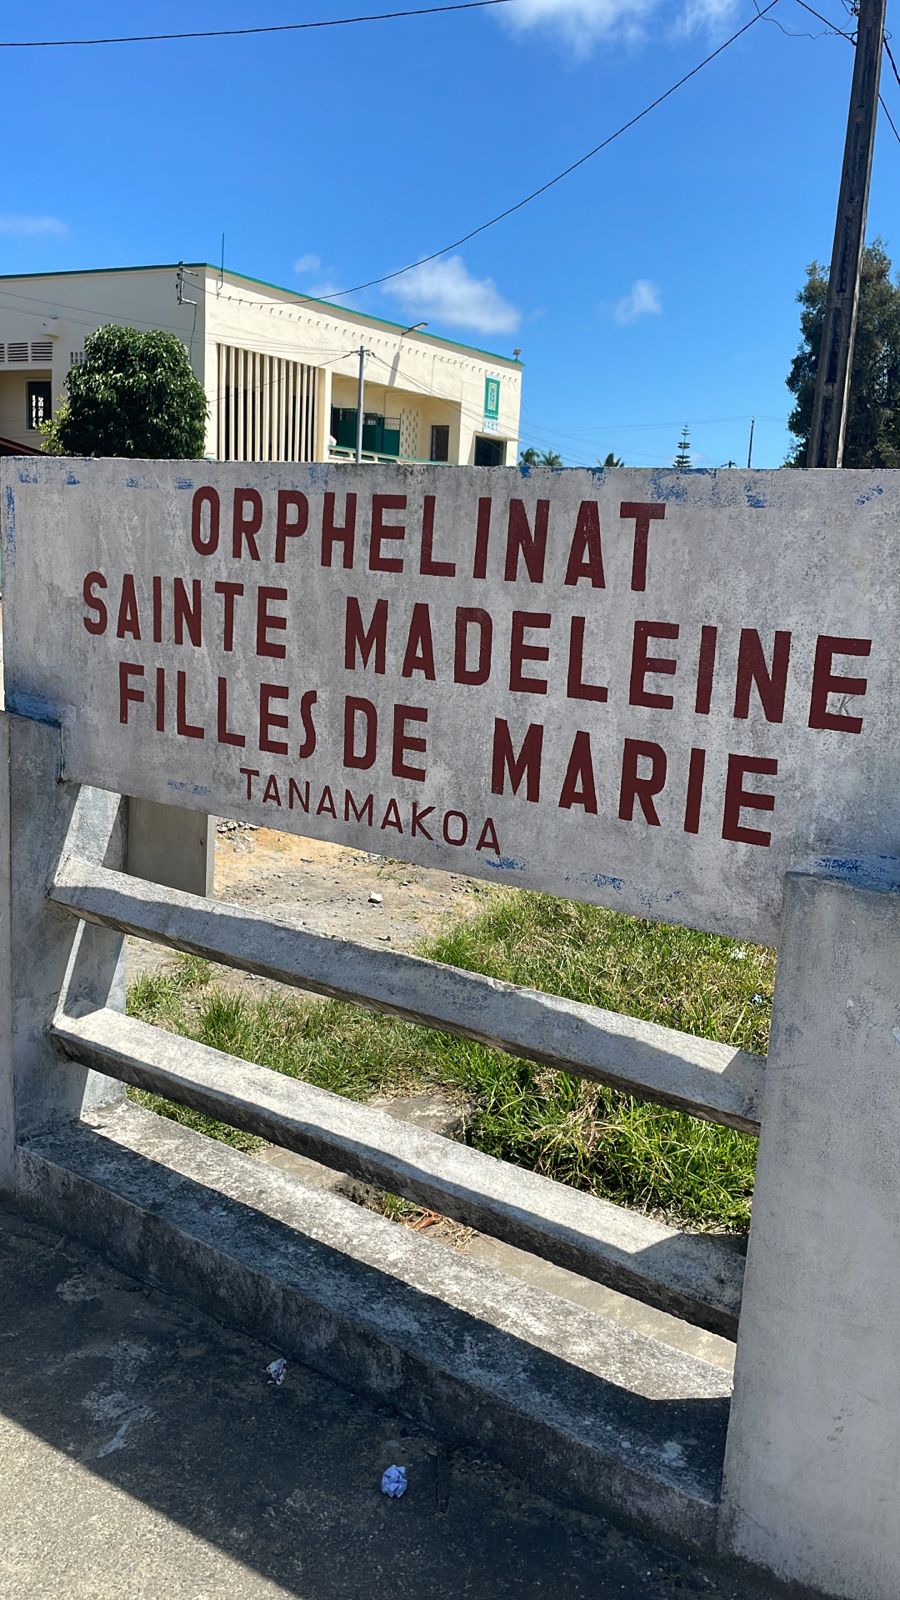 ORPHELINAT
SAINTE MADELEINE
FILLES DE MARIE
TANAMAKOA